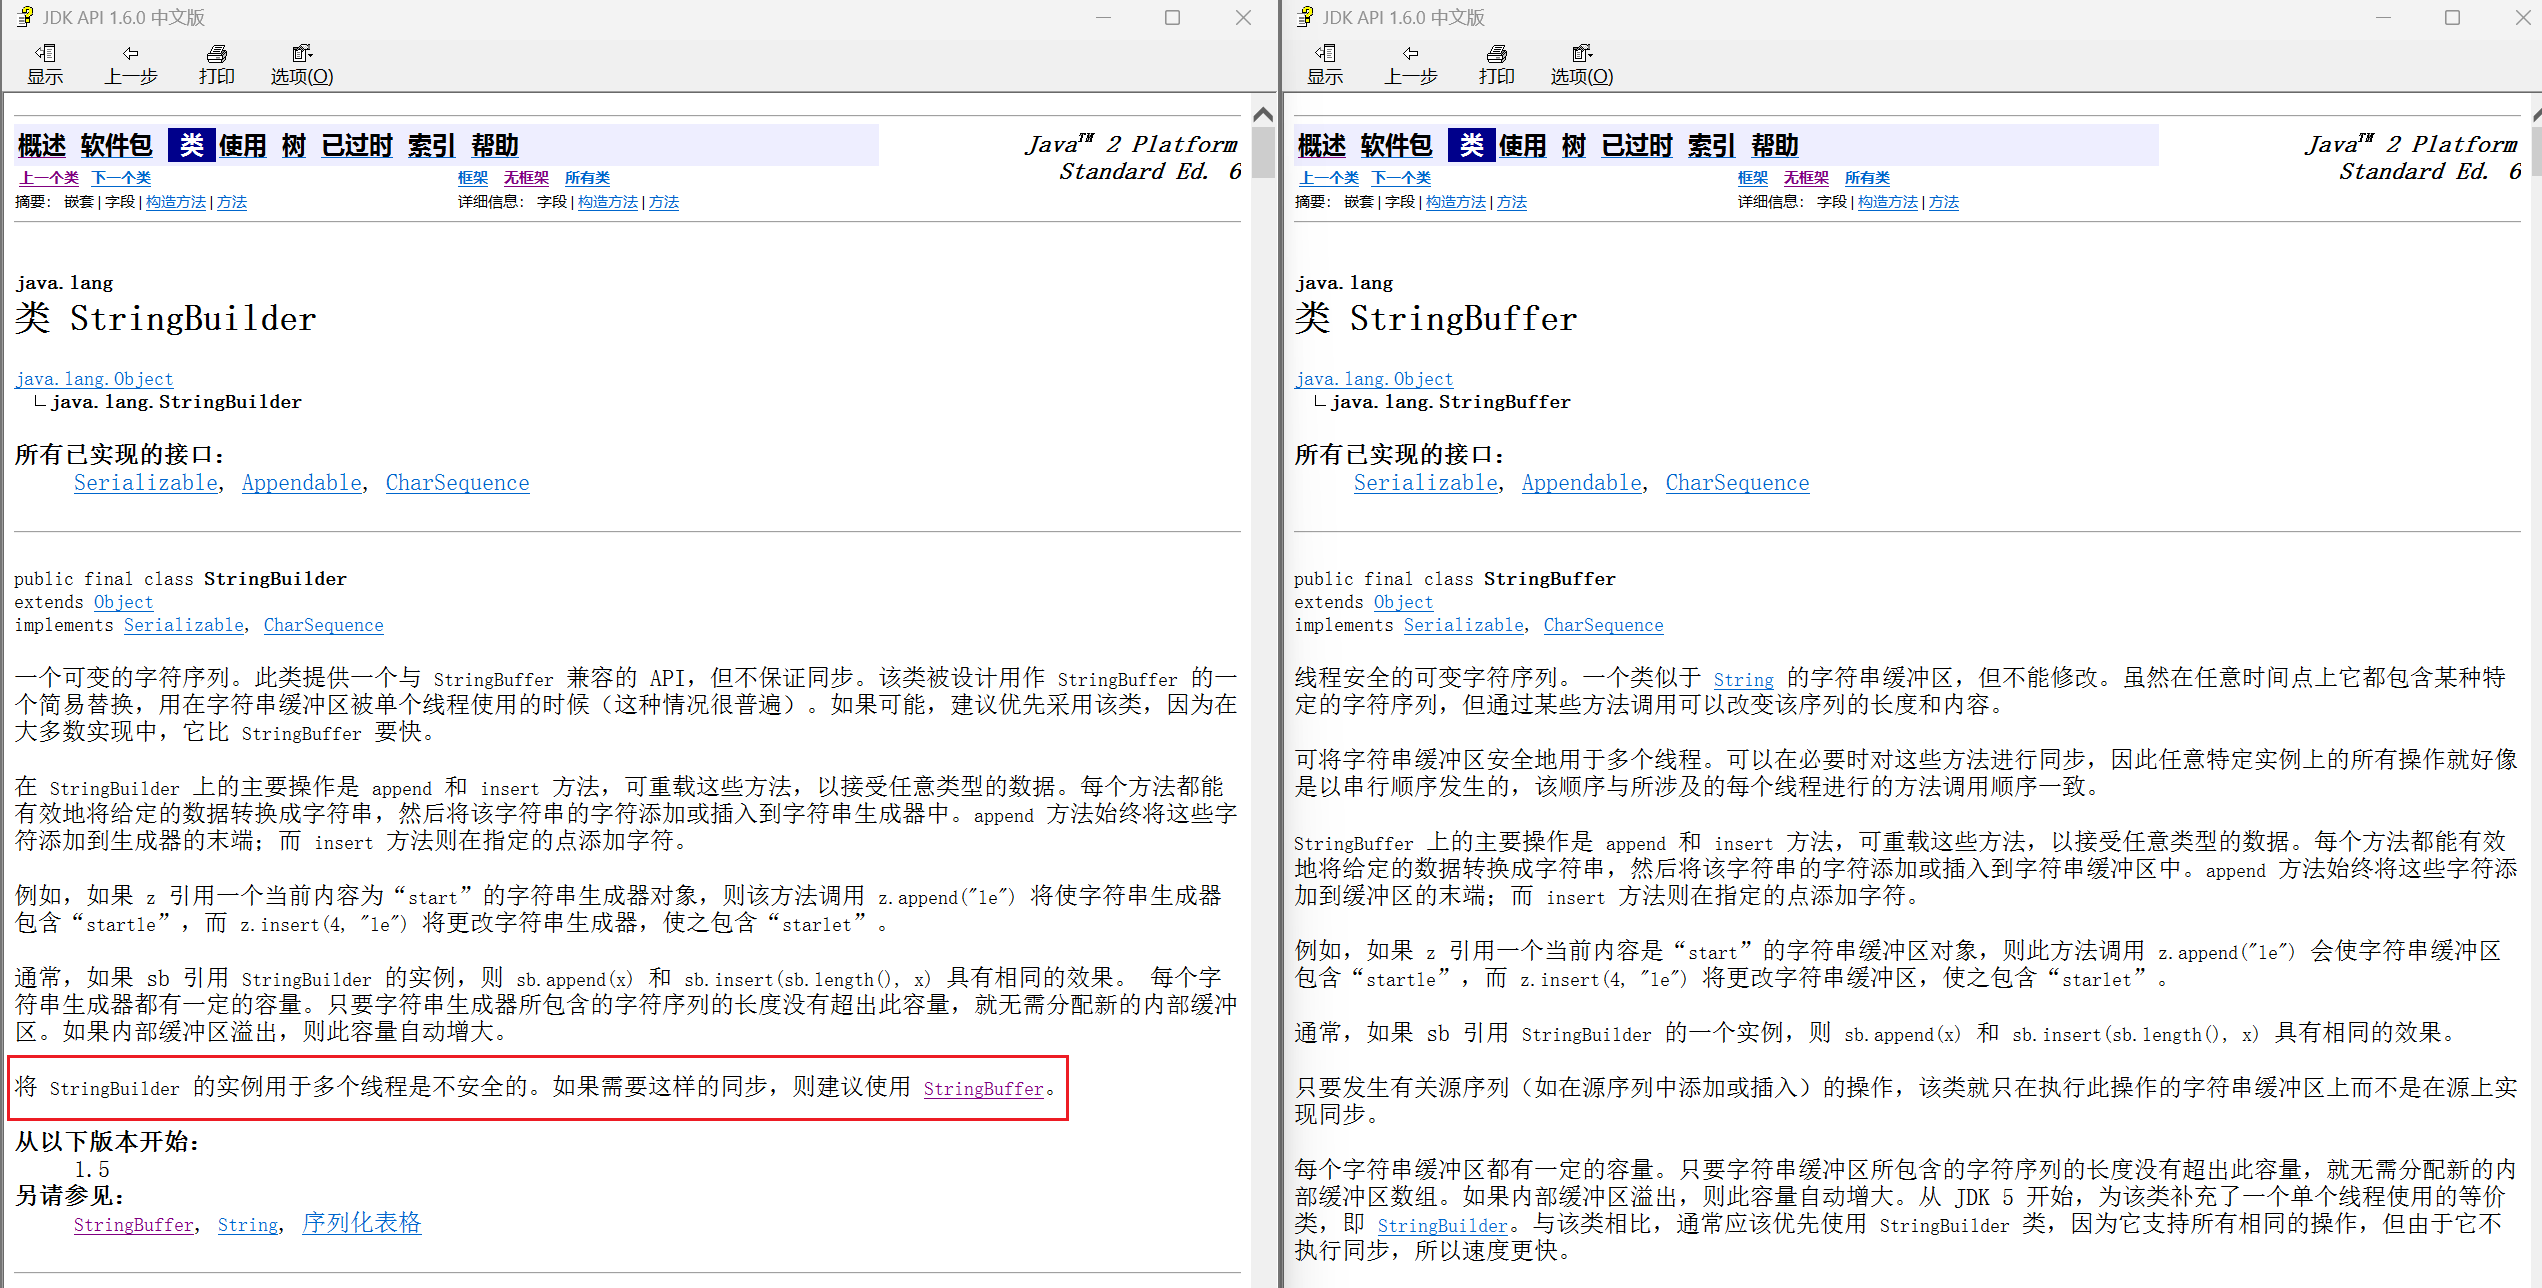 JDK API 1.6.0 中文版
显示 上一步 打印 选项(O)
概述 软件包 类 使用 树 已过时 索引 帮助
Java™ 2 Platform
Standard Ed. 6
上一个类 下一个类 框架 无框架 所有类
摘要: 嵌套 | 字段 | 构造方法 | 方法 详细信息: 字段 | 构造方法 | 方法
java.lang
类 StringBuilder
java.lang.Object
java.lang.StringBuilder
所有已实现的接口：
Serializable, Appendable, CharSequence
public final class StringBuilder
extends Object
implements Serializable, CharSequence
一个可变的字符序列。此类提供一个与 StringBuffer 兼容的 API，但不保证同步。该类被设计用作 StringBuffer 的一
个简易替换，用在字符串缓冲区被单个线程使用的时候（这种情况很普遍）。如果可能，建议优先采用该类，因为在
大多数实现中，它比 StringBuffer 要快。
在 StringBuilder 上的主要操作是 append 和 insert 方法，可重载这些方法，以接受任意类型的数据。每个方法都能
有效地将给定的数据转换成字符串，然后将该字符串的字符添加或插入到字符串生成器中。append 方法始终将这些字
符添加到生成器的末端；而 insert 方法则在指定的点添加字符。
例如，如果 z 引用一个当前内容为“start”的字符串生成器对象，则该方法调用 z.append("le") 将使字符串生成器
包含“startle”，而 z.insert(4, "le") 将更改字符串生成器，使之包含“starlet”。
通常，如果 sb 引用 StringBuilder 的实例，则 sb.append(x) 和 sb.insert(sb.length(), x) 具有相同的效果。 每个字
符串生成器都有一定的容量。只要字符串生成器所包含的字符序列的长度没有超出此容量，就无需分配新的内部缓冲
区。如果内部缓冲区溢出，则此容量自动增大。
将 StringBuilder 的实例用于多个线程是不安全的。如果需要这样的同步，则建议使用 StringBuffer。
从以下版本开始：
1.5
另请参见：
StringBuffer, String, 序列化表格
JDK API 1.6.0 中文版
显示 上一步 打印 选项(O)
概述 软件包 类 使用 树 已过时 索引 帮助
Java™ 2 Platform
Standard Ed. 6
上一个类 下一个类 框架 无框架 所有类
摘要: 嵌套 | 字段 | 构造方法 | 方法 详细信息: 字段 | 构造方法 | 方法
java.lang
类 StringBuffer
java.lang.Object
java.lang.StringBuffer
所有已实现的接口：
Serializable, Appendable, CharSequence
public final class StringBuffer
extends Object
implements Serializable, CharSequence
线程安全的可变字符序列。一个类似于 String 的字符串缓冲区，但不能修改。虽然在任意时间点上它都包含某种特
定的字符序列，但通过某些方法调用可以改变该序列的长度和内容。
可将字符串缓冲区安全地用于多个线程。可以在必要时对这些方法进行同步，因此任意特定实例上的所有操作就好像
是以串行顺序发生的，该顺序与所涉及的每个线程进行的方法调用顺序一致。
StringBuffer 上的主要操作是 append 和 insert 方法，可重载这些方法，以接受任意类型的数据。每个方法都能有效
地将给定的数据转换成字符串，然后将该字符串的字符添加或插入到字符串缓冲区中。append 方法始终将这些字符添
加到缓冲区的末端；而 insert 方法则在指定的点添加字符。
例如，如果 z 引用一个当前内容是“start”的字符串缓冲区对象，则此方法调用 z.append("le") 会使字符串缓冲区
包含“startle”，而 z.insert(4, "le") 将更改字符串缓冲区，使之包含“starlet”。
通常，如果 sb 引用 StringBuilder 的一个实例，则 sb.append(x) 和 sb.insert(sb.length(), x) 具有相同的效果。
只要发生有关源序列（如在源序列中添加或插入）的操作，该类就只在执行此操作的字符串缓冲区上而不是在源上实
现同步。
每个字符串缓冲区都有一定的容量。只要字符串缓冲区所包含的字符序列的长度没有超出此容量，就无需分配新的内
部缓冲区数组。如果内部缓冲区溢出，则此容量自动增大。从 JDK 5 开始，为该类补充了一个单个线程使用的等价
类，即 StringBuilder。与该类相比，通常应该优先使用 StringBuilder 类，因为它支持所有相同的操作，但由于它不
执行同步，所以速度更快。